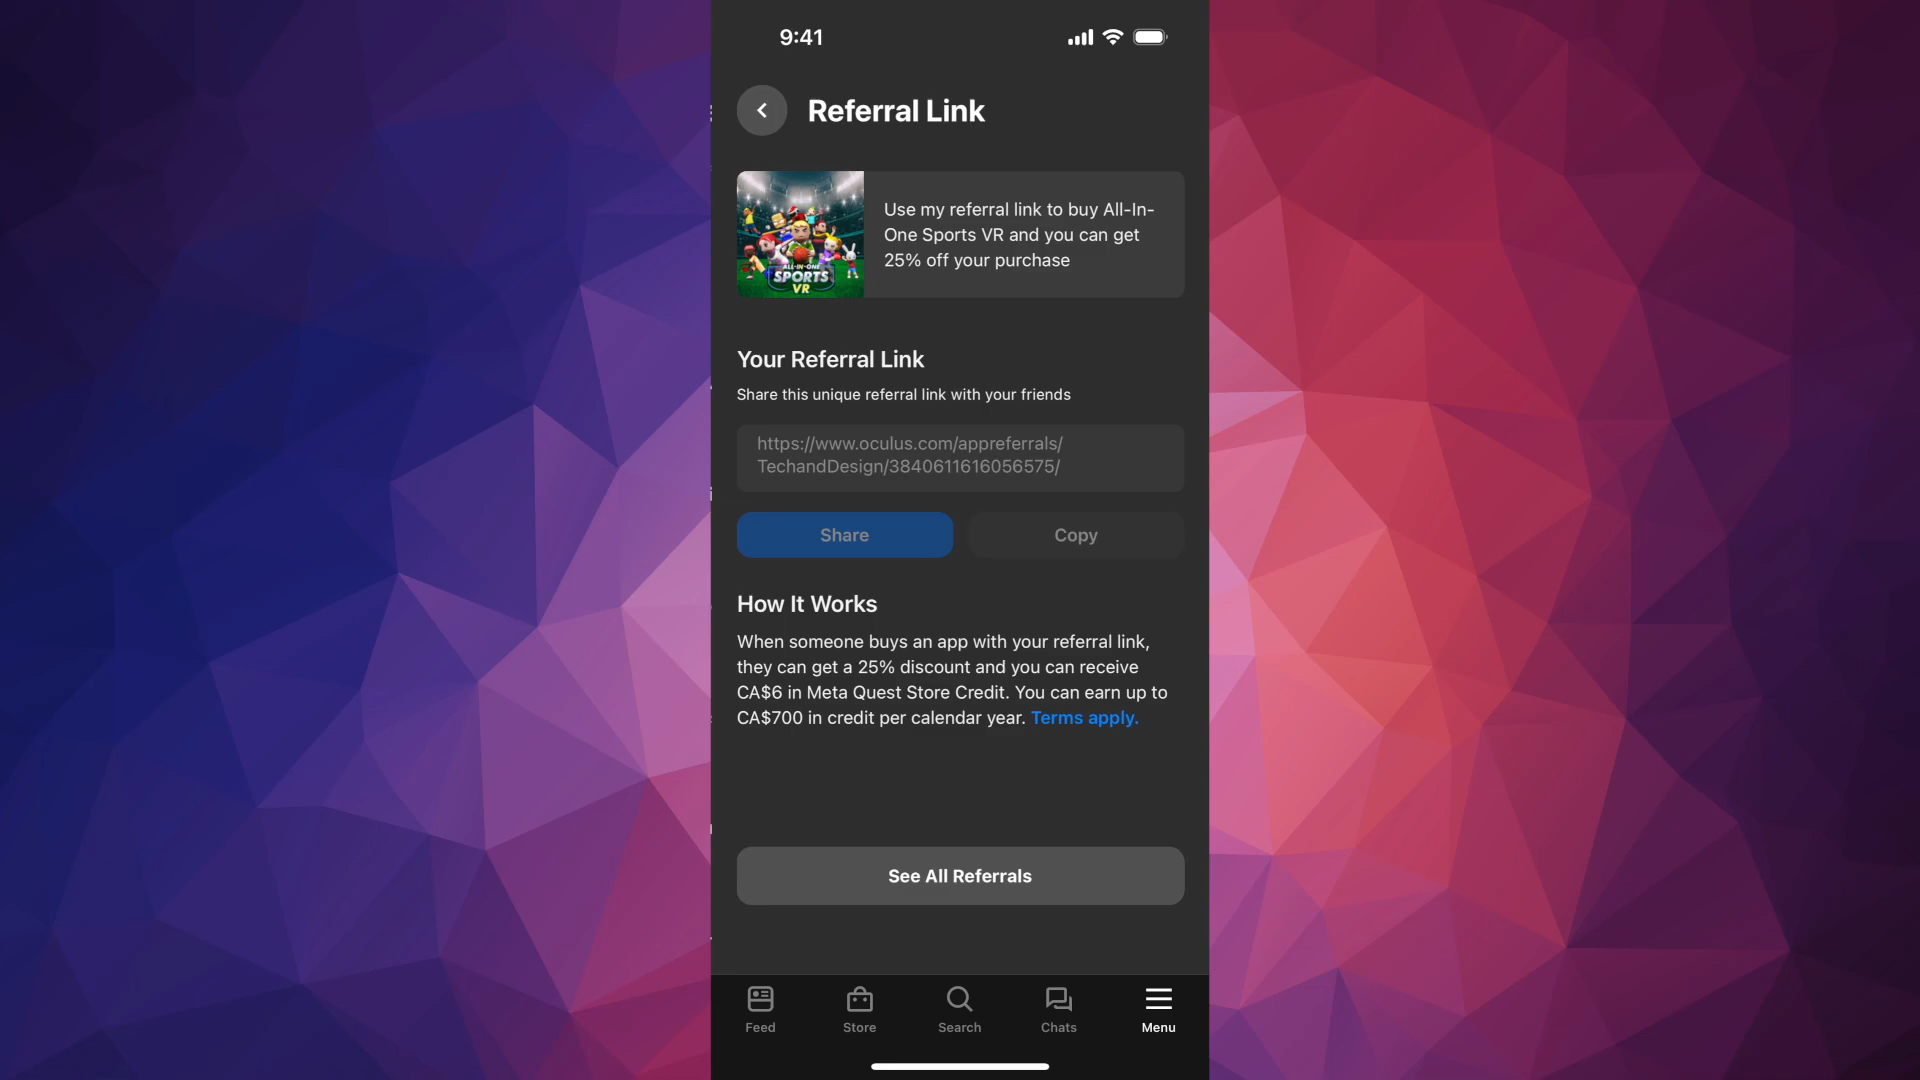 9:41
Referral Link
ALL-IN-ONE
SPORTS
VR
Use my referral link to buy All-In-
One Sports VR and you can get
25% off your purchase
Your Referral Link
Share this unique referral link with your friends
https://www.oculus.com/appreferrals/
TechandDesign/3840611616056575/
Share
Copy
How It Works
When someone buys an app with your referral link,
they can get a 25% discount and you can receive
CA$6 in Meta Quest Store Credit. You can earn up to
CA$700 in credit per calendar year. Terms apply.
See All Referrals
Feed
Store
Search
Chats
Menu